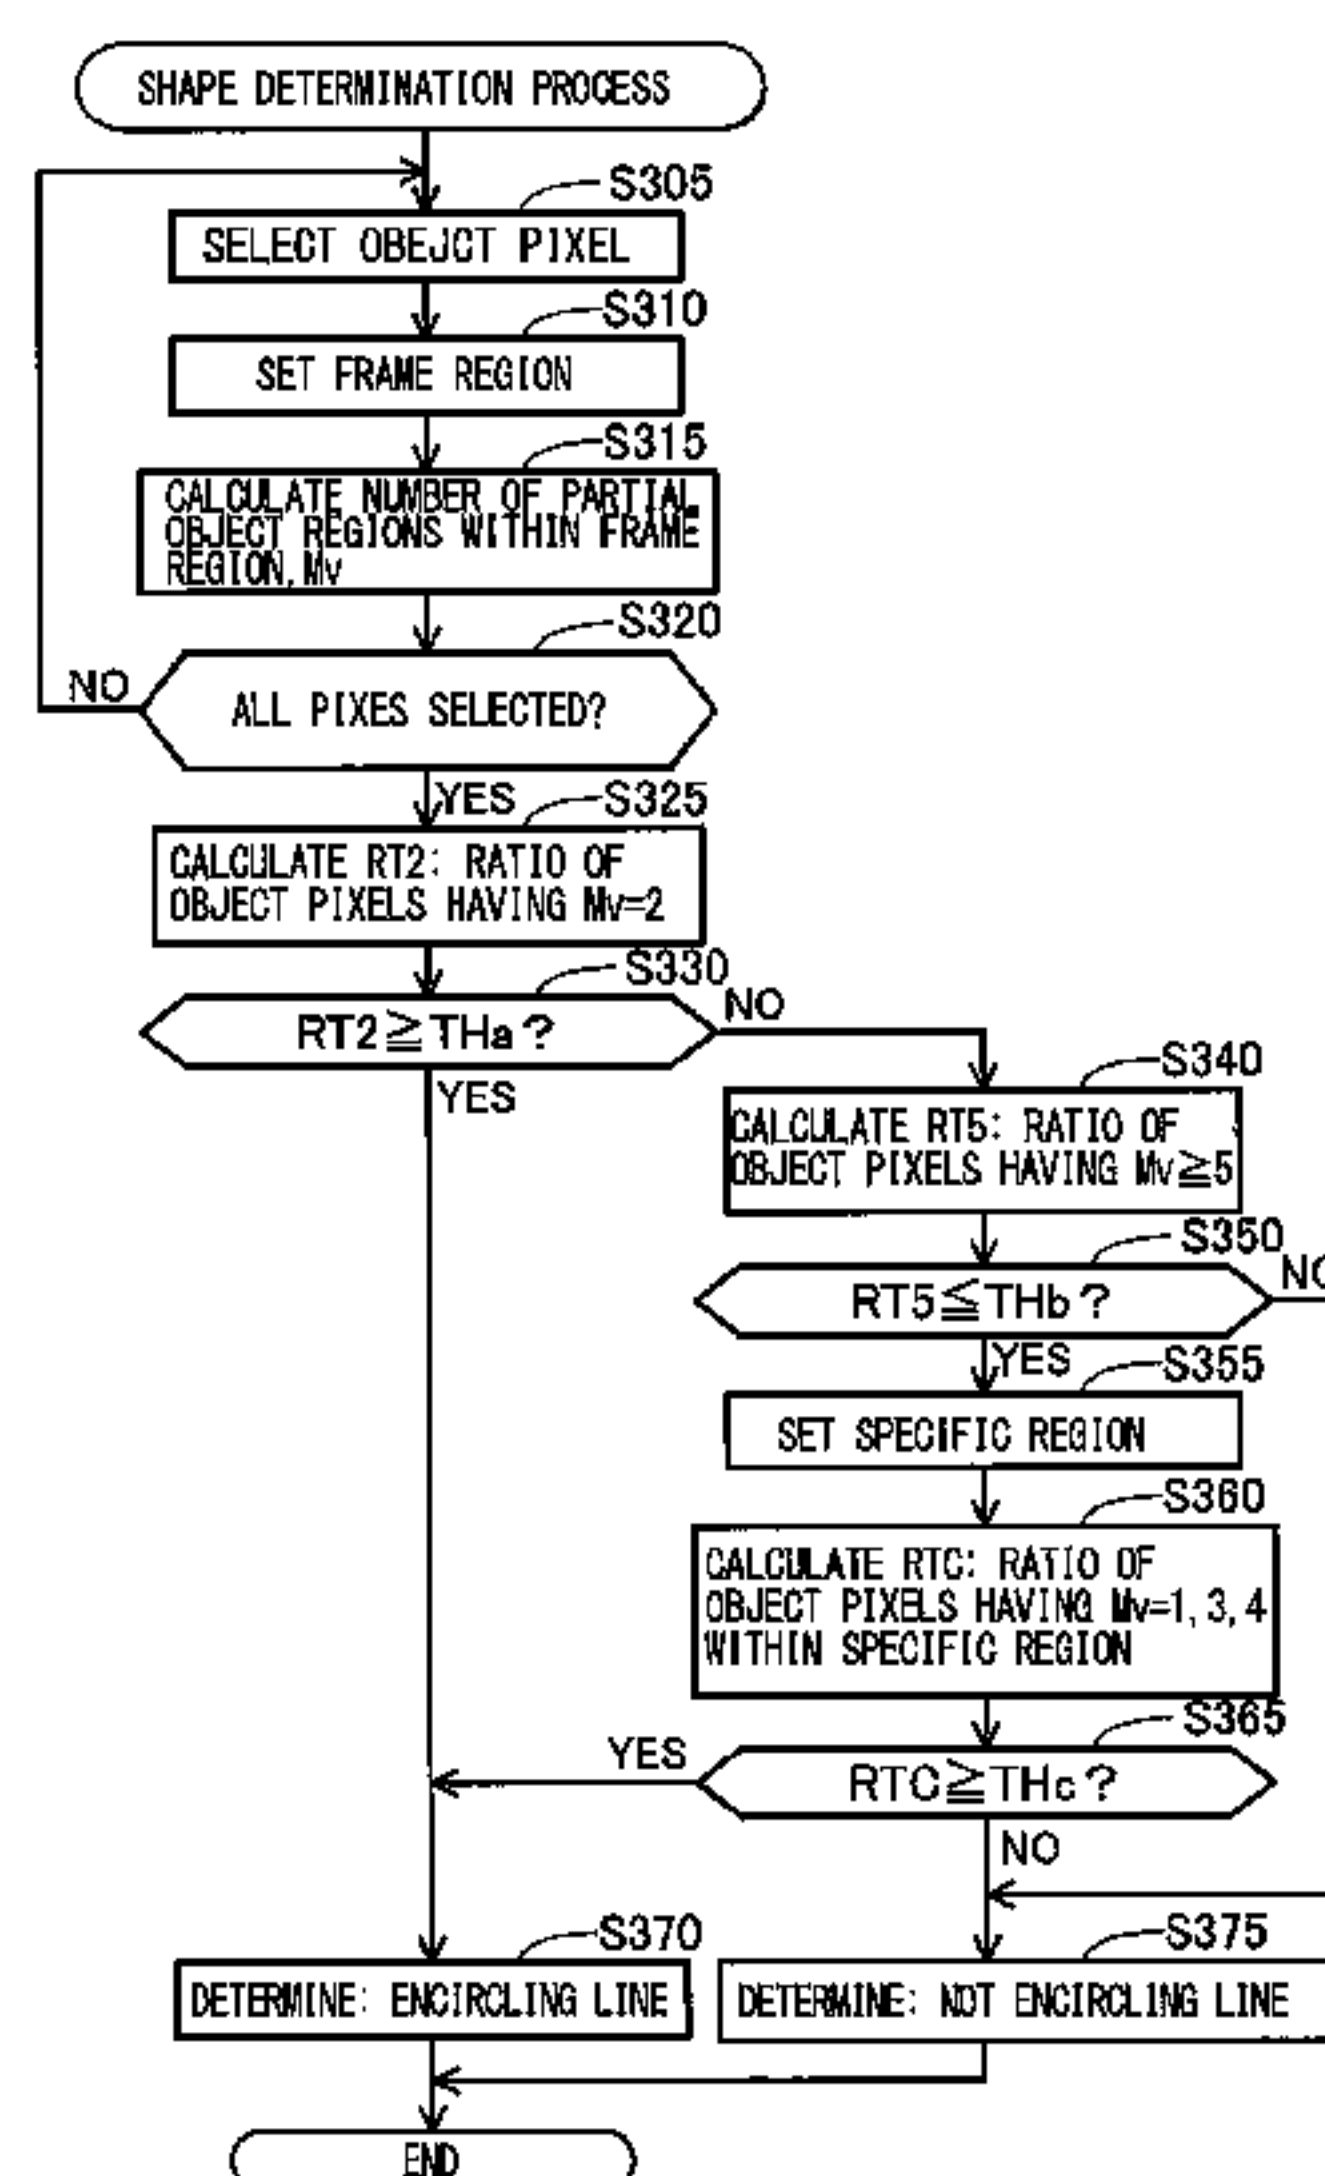 SHAPE DETERMINATION PROCESS
S305
SELECT OBEJCT PIXEL
S310
SET FRAME REGION
S315
CALCULATE NUMBER OF PARTIAL
OBJECT REGIONS WITHIN FRAME
REGION, Mv
S320
NO
ALL PIXES SELECTED?
YES
S325
CALCULATE RT2: RATIO OF
OBJECT PIXELS HAVING Mv=2
S330
NO
RT2≧THa?
YES
S340
CALCULATE RT5: RATIO OF
OBJECT PIXELS HAVING Mv≧5
S350
NO
RT5≦THb?
YES
S355
SET SPECIFIC REGION
S360
CALCULATE RTC: RATIO OF
OBJECT PIXELS HAVING Mv=1, 3, 4
WITHIN SPECIFIC REGION
S365
YES
RTC≧THc?
NO
S370
DETERMINE: ENCIRCLING LINE
S375
DETERMINE: NOT ENCIRCLING LINE
END